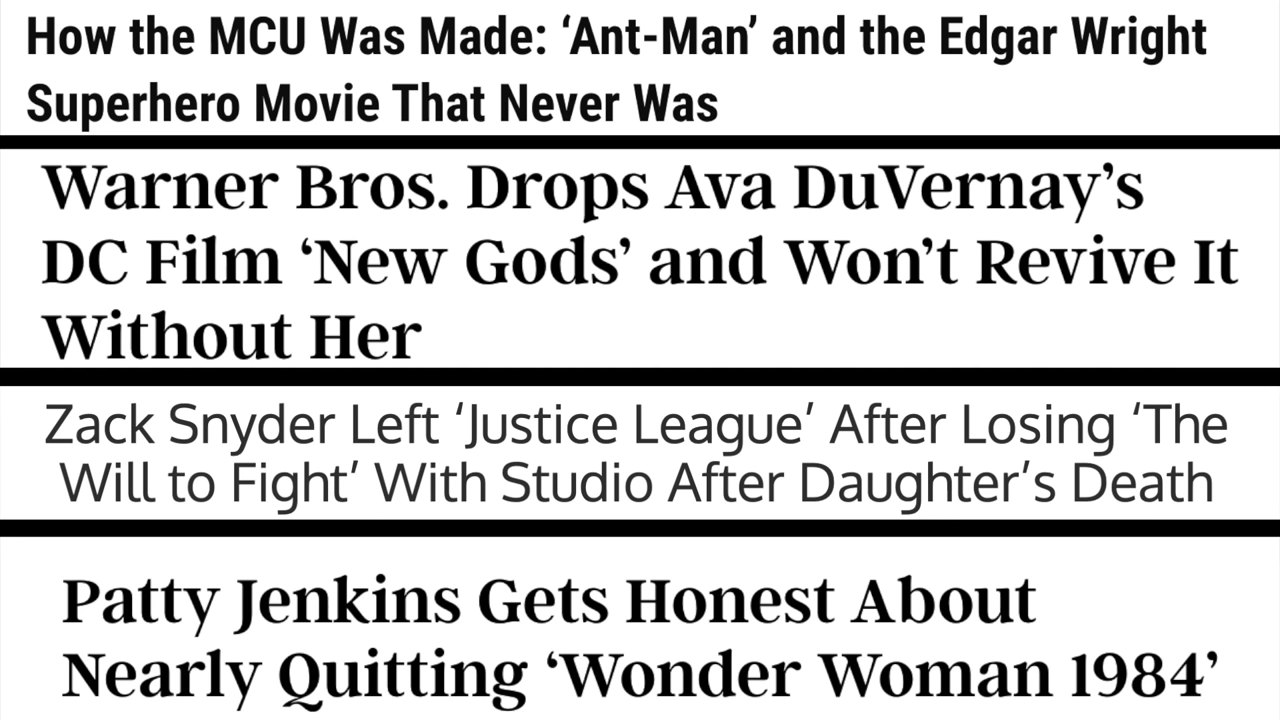 How the MCU Was Made: ‘Ant-Man’ and the Edgar Wright
Superhero Movie That Never Was
Warner Bros. Drops Ava DuVernay’s
DC Film ‘New Gods’ and Won’t Revive It
Without Her
Zack Snyder Left ‘Justice League’ After Losing ‘The
Will to Fight’ With Studio After Daughter’s Death
Patty Jenkins Gets Honest About
Nearly Quitting ‘Wonder Woman 1984’